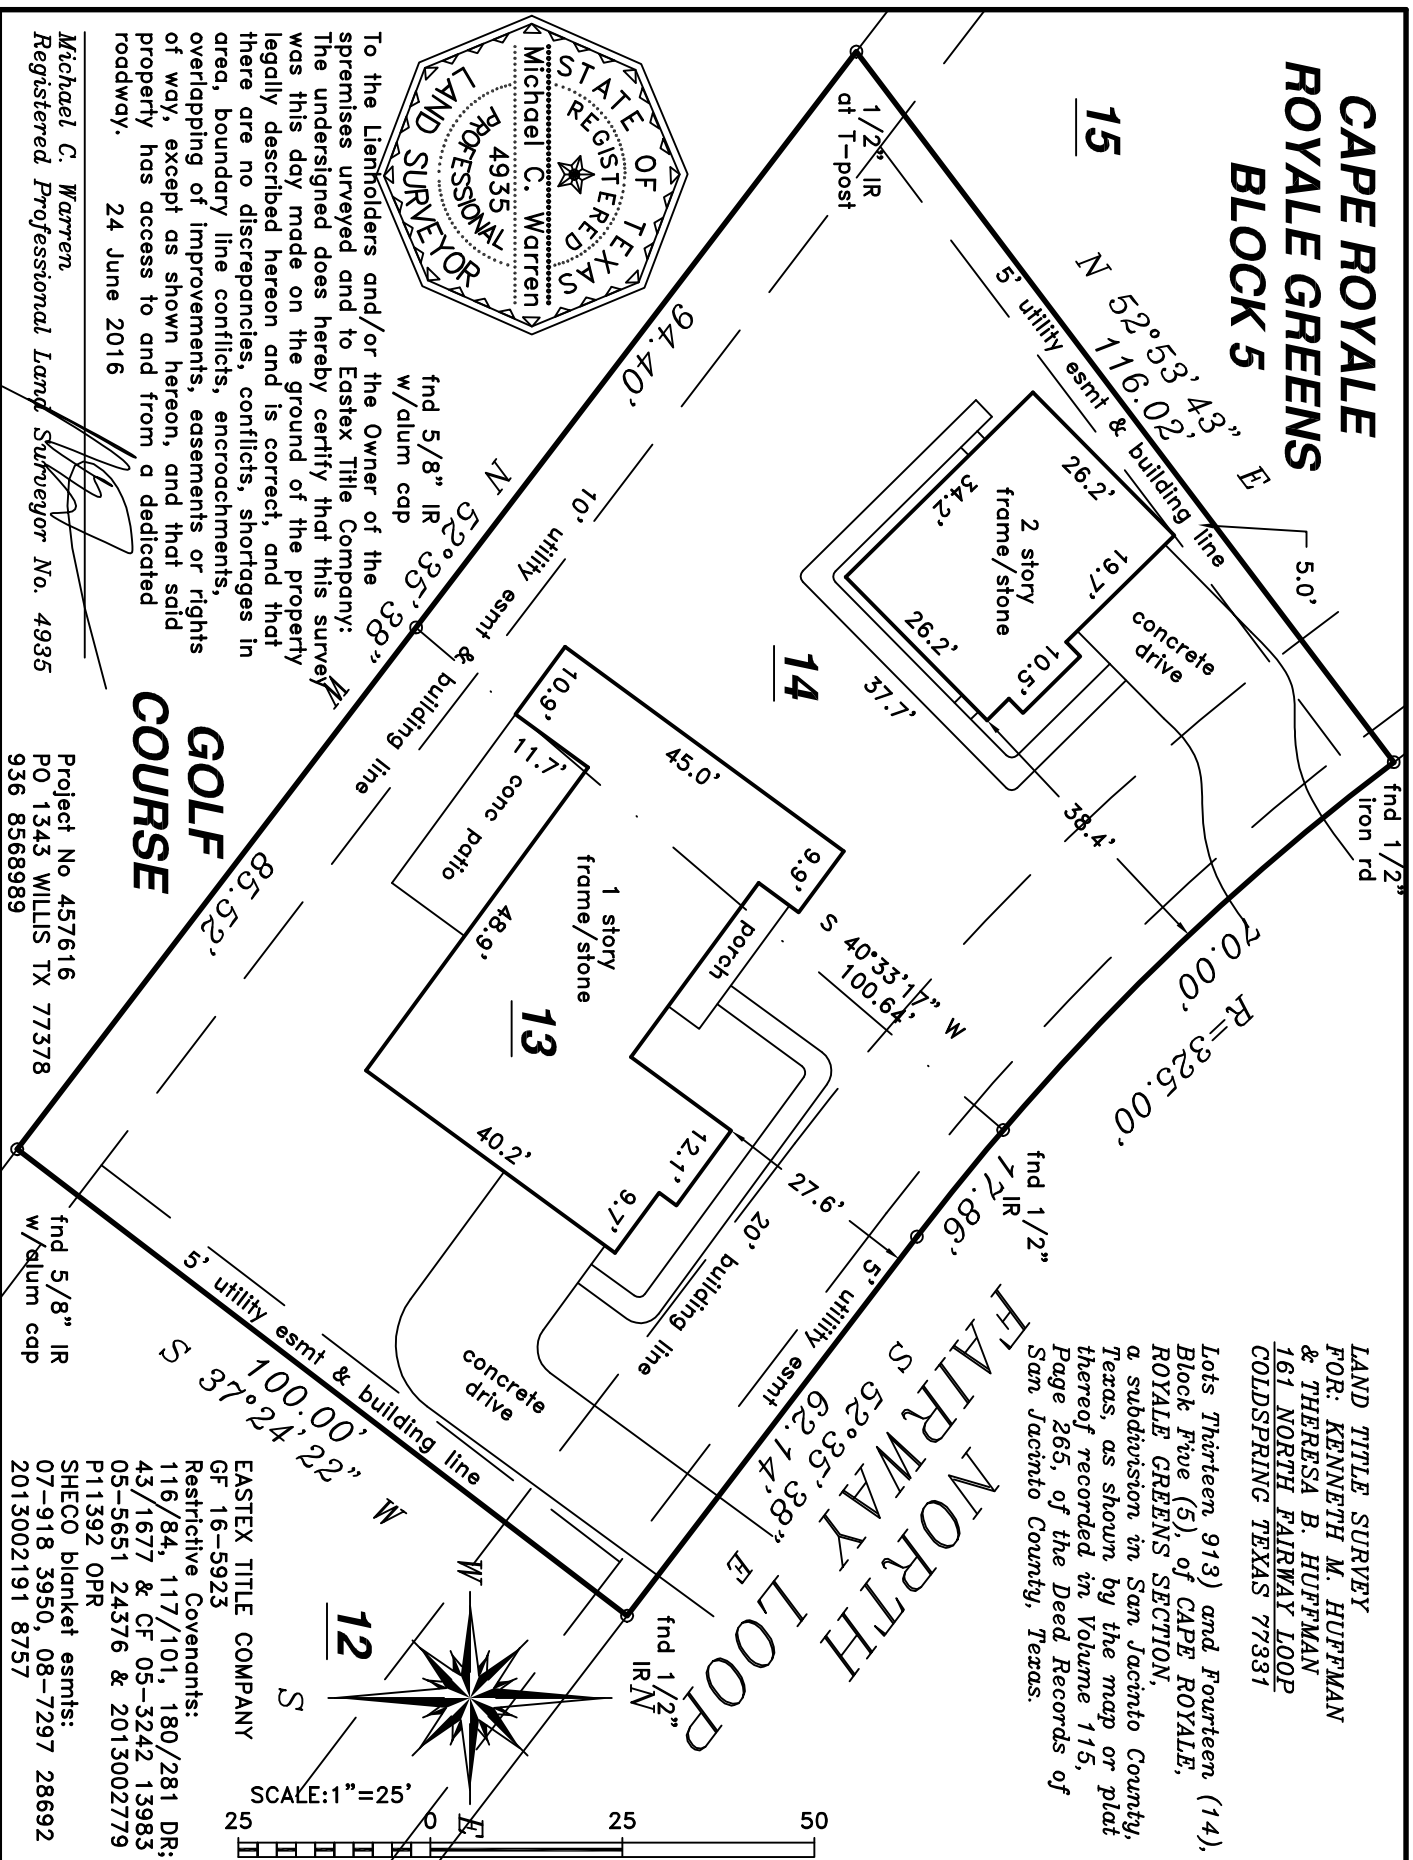 CAPE ROYALE
ROYALE GREENS
BLOCK 5
15
N 52°53'43" E
116.02'
5' utility esmt & building line
5.0'
1/2" IR
at T-post
fnd 1/2"
iron rd
26.2'
34.2'
2 story
frame/stone
19.7'
10.5'
26.2'
37.7'
concrete
drive
14
38.4'
70.00'
R=325.00'
94.40'
10' utility esmt & building line
fnd 5/8" IR
w/alum cap
N 52°35'38" W
85.52'
GOLF
COURSE
10.9'
11.7'
45.0'
9.9'
conc patio
48.9'
1 story
frame/stone
porch
13
S 40°33'17" W
100.64'
40.2'
12.1'
9.7'
27.6'
fnd 1/2"
IR
17.86'
20' building line
5' utiliity esmt
concrete
drive
5' utility esmt & building line
100.00'
S 37°24'22" W
fnd 5/8" IR
w/alum cap
S 52°35'38" E
62.14'
NORTH
FAIRWAY LOOP
fnd 1/2"
IR
12
N
W
S
E
SCALE:1"=25'
25
0
25
50
LAND TITLE SURVEY
FOR: KENNETH M. HUFFMAN
& THERESA B. HUFFMAN
161 NORTH FAIRWAY LOOP
COLDSPRING TEXAS 77331
Lots Thirteen 913) and Fourteen (14),
Block Five (5), of CAPE ROYALE,
ROYALE GREENS SECTION,
a subdivision in San Jacinto County,
Texas, as shown by the map or plat
thereof recorded in Volume 115,
Page 265, of the Deed Records of
San Jacinto County, Texas.
STATE OF TEXAS
REGISTERED
Michael C. Warren
4935
PROFESSIONAL
LAND SURVEYOR
To the Lienholders and/or the Owner of the
spremises urveyed and to Eastex Title Company:
The undersigned does hereby certify that this survey
was this day made on the ground of the property
legally described hereon and is correct, and that
there are no discrepancies, conflicts, shortages in
area, boundary line conflicts, encroachments,
overlapping of improvements, easements or rights
of way, except as shown hereon, and that said
property has access to and from a dedicated
roadway.
24 June 2016
Michael C. Warren
Registered Professional Land Surveyor No. 4935
Project No 457616
PO 1343 WILLIS TX 77378
936 8568989
EASTEX TITLE COMPANY
GF 16-5923
Restrictive Covenants:
116/84, 117/101, 180/281 DR;
43/1677 & CF 05-3242 13983
05-5651 24376 & 2013002779
P11392 OPR
SHECO blanket esmts:
07-918 3950, 08-7297 28692
2013002191 8757